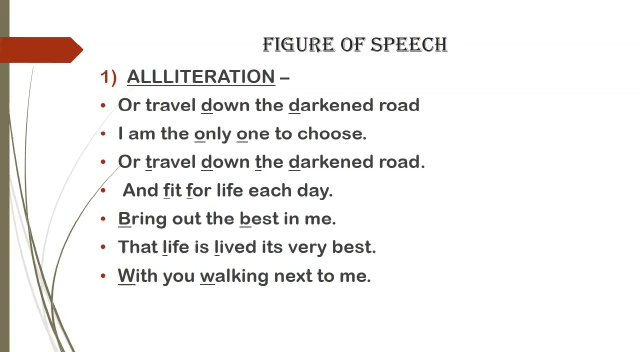 FIGURE OF SPEECH
1) ALLLITERATION –
• Or travel down the darkened road
• I am the only one to choose.
• Or travel down the darkened road.
• And fit for life each day.
• Bring out the best in me.
• That life is lived its very best.
• With you walking next to me.